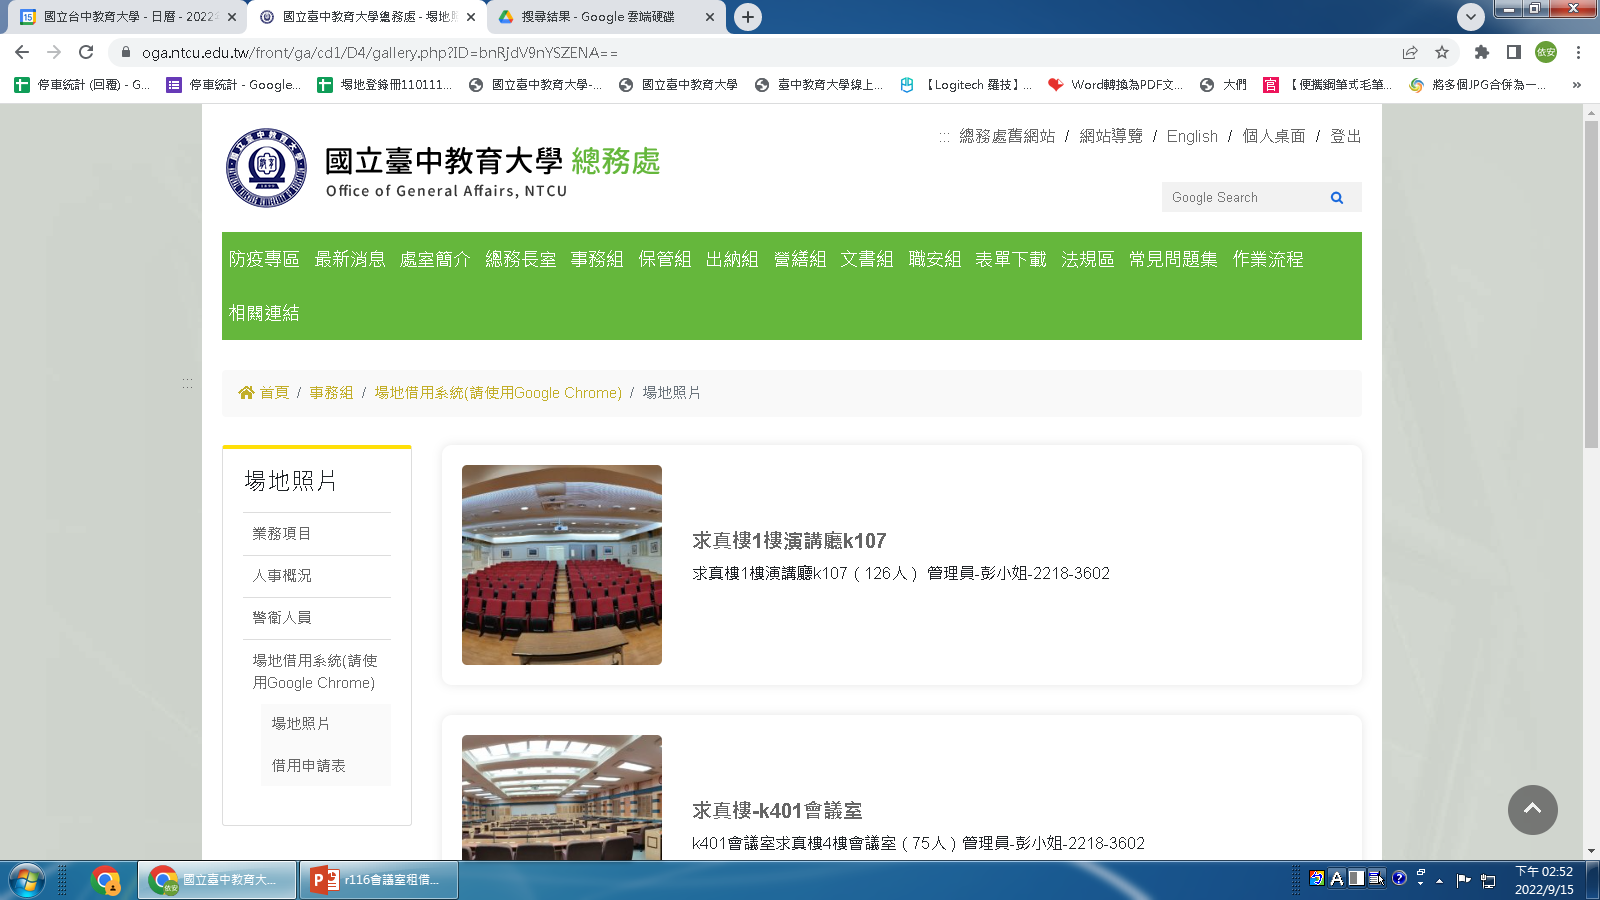 國立台中教育大學 - 日曆 - 2022
國立臺中教育大學總務處 - 場地照
搜尋結果 - Google 雲端硬碟
oga.ntcu.edu.tw/front/ga/cd1/D4/gallery.php?ID=bnRjdV9nYSZENA==
依安
停車統計 (回覆) - G...
停車統計 - Google...
場地登錄冊110111...
國立臺中教育大學-...
國立臺中教育大學
臺中教育大學線上...
【Logitech 羅技】...
Word轉換為PDF文...
大們
【便攜鋼筆式毛筆...
將多個JPG合併為一...
»
國立臺中教育大學 總務處
Office of General Affairs, NTCU
::: 總務處舊網站 / 網站導覽 / English / 個人桌面 / 登出
Google Search
防疫專區 最新消息 處室簡介 總務長室 事務組 保管組 出納組 營繕組 文書組 職安組 表單下載 法規區 常見問題集 作業流程
相關連結
:::
首頁 / 事務組 / 場地借用系統(請使用Google Chrome) / 場地照片
場地照片
業務項目
人事概況
警衛人員
場地借用系統(請使
用Google Chrome)
場地照片
借用申請表
求真樓1樓演講廳k107
求真樓1樓演講廳k107（126人） 管理員-彭小姐-2218-3602
求真樓-k401會議室
k401會議室求真樓4樓會議室（75人）管理員-彭小姐-2218-3602
國立臺中教育大...
r116會議室租借...
下午 02:52
2022/9/15